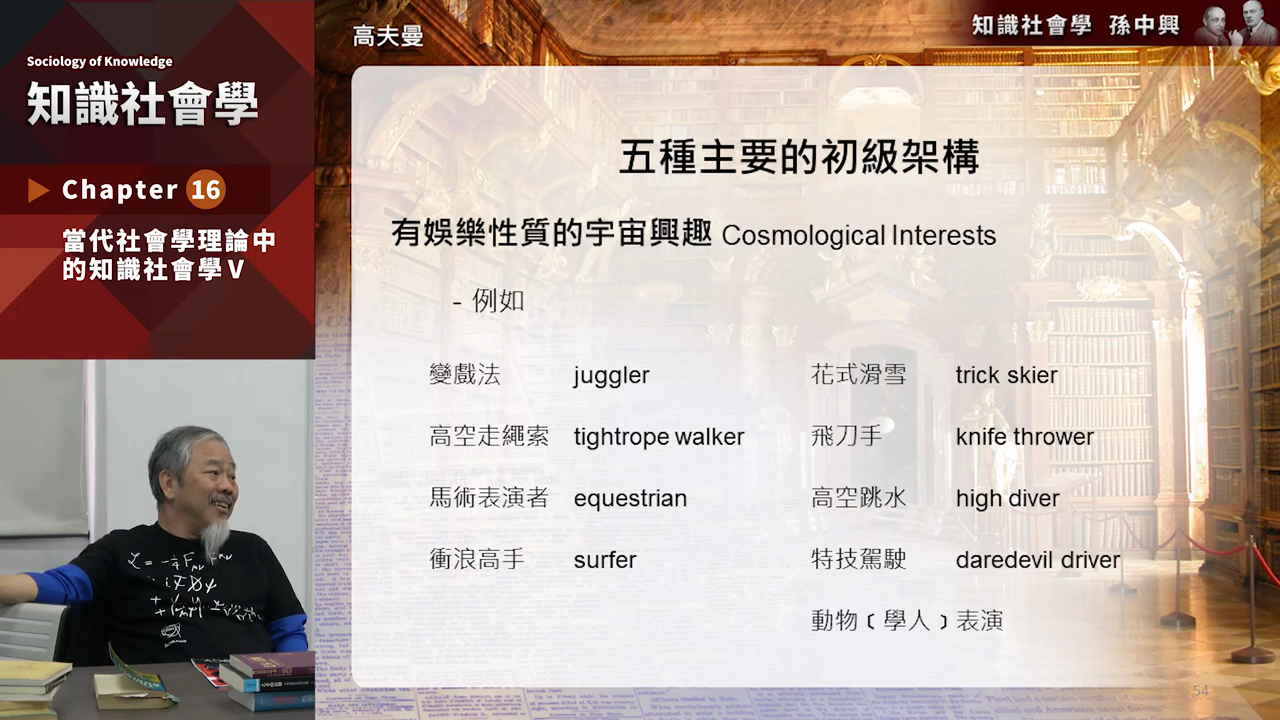 Sociology of Knowledge
知識社會學
Chapter 16
當代社會學理論中
的知識社會學 V
高夫曼
知識社會學 孫中興
五種主要的初級架構
有娛樂性質的宇宙興趣 Cosmological Interests
- 例如
變戲法 juggler
高空走繩索 tightrope walker
馬術表演者 equestrian
衝浪高手 surfer
花式滑雪 trick skier
飛刀手 knife thrower
高空跳水 high diver
特技駕駛 daredevil driver
動物﹝學人﹞表演
54